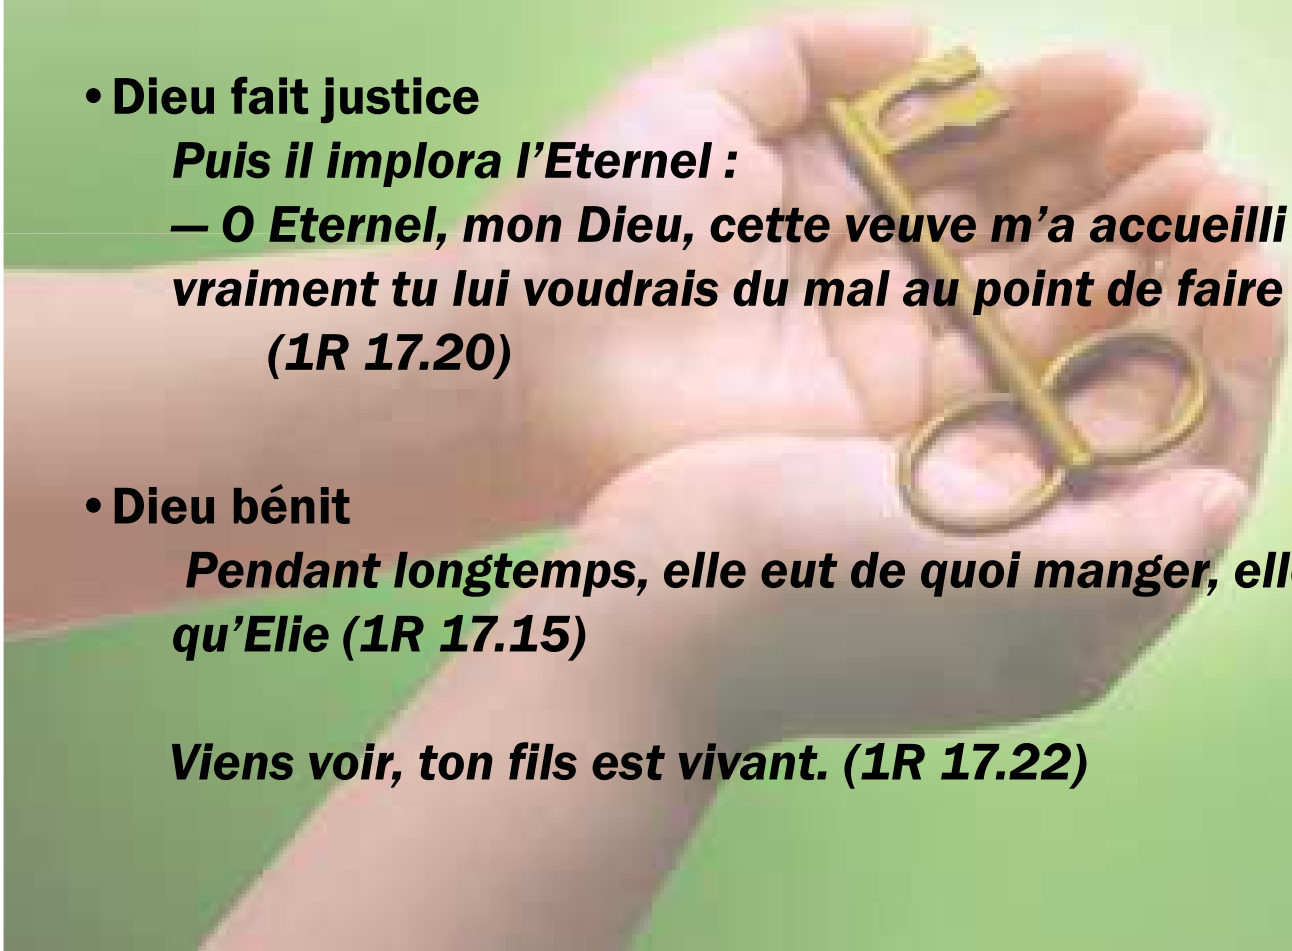 • Dieu fait justice
Puis il implora l’Eternel :
— O Eternel, mon Dieu, cette veuve m’a accueilli
vraiment tu lui voudrais du mal au point de faire
(1R 17.20)
• Dieu bénit
Pendant longtemps, elle eut de quoi manger,
qu’Elie (1R 17.15)
Viens voir, ton fils est vivant. (1R 17.22)